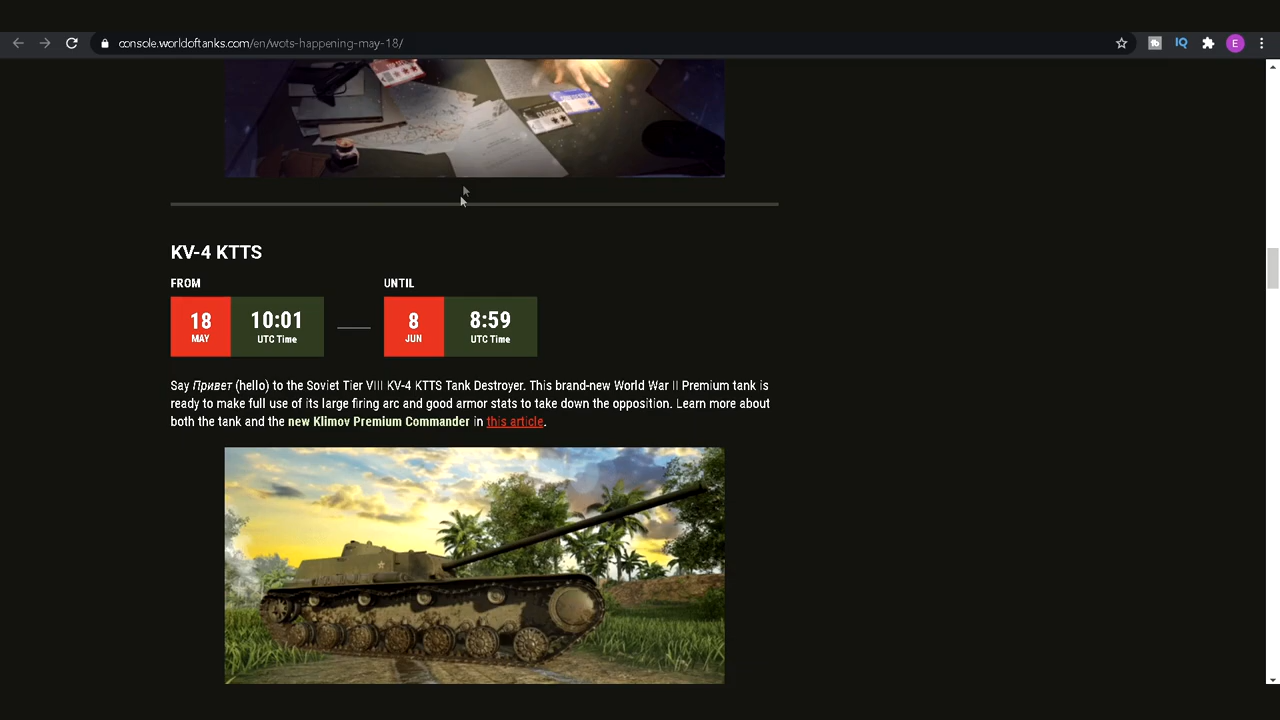 console.worldoftanks.com/en/wots-happening-may-18/
IQ
E
KV-4 KTTS
FROM
UNTIL
18
MAY
10:01
UTC Time
8
JUN
8:59
UTC Time
Say Привет (hello) to the Soviet Tier VIII KV-4 KTTS Tank Destroyer. This brand-new World War II Premium tank is
ready to make full use of its large firing arc and good armor stats to take down the opposition. Learn more about
both the tank and the new Klimov Premium Commander in this article.